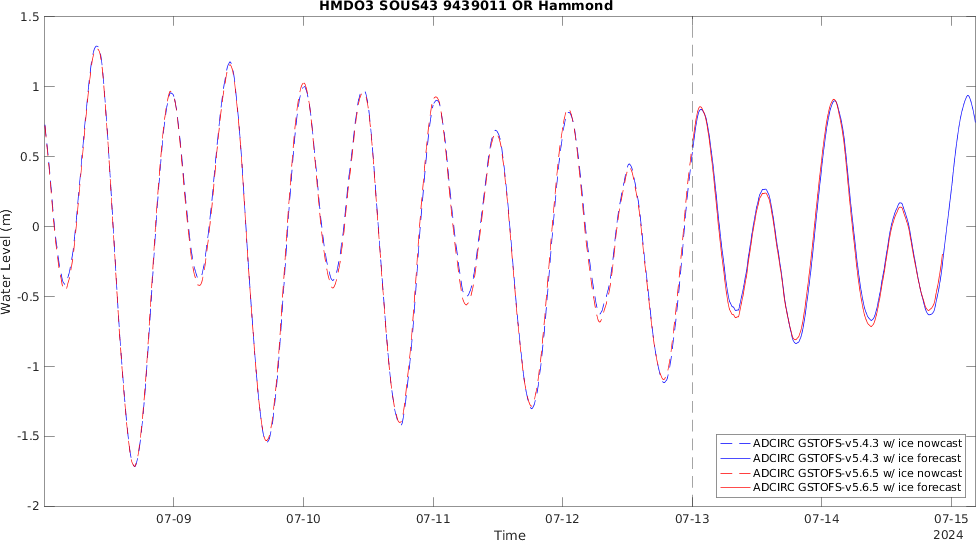 HMDO3 SOUS43 9439011 OR Hammond
1.5
1
0.5
0
-0.5
-1
-1.5
-2
Water Level (m)
07-09 07-10 07-11 07-12 07-13 07-14 07-15
Time
2024
ADCIRC GSTOFS-v5.4.3 w/ ice nowcast
ADCIRC GSTOFS-v5.4.3 w/ ice forecast
ADCIRC GSTOFS-v5.6.5 w/ ice nowcast
ADCIRC GSTOFS-v5.6.5 w/ ice forecast